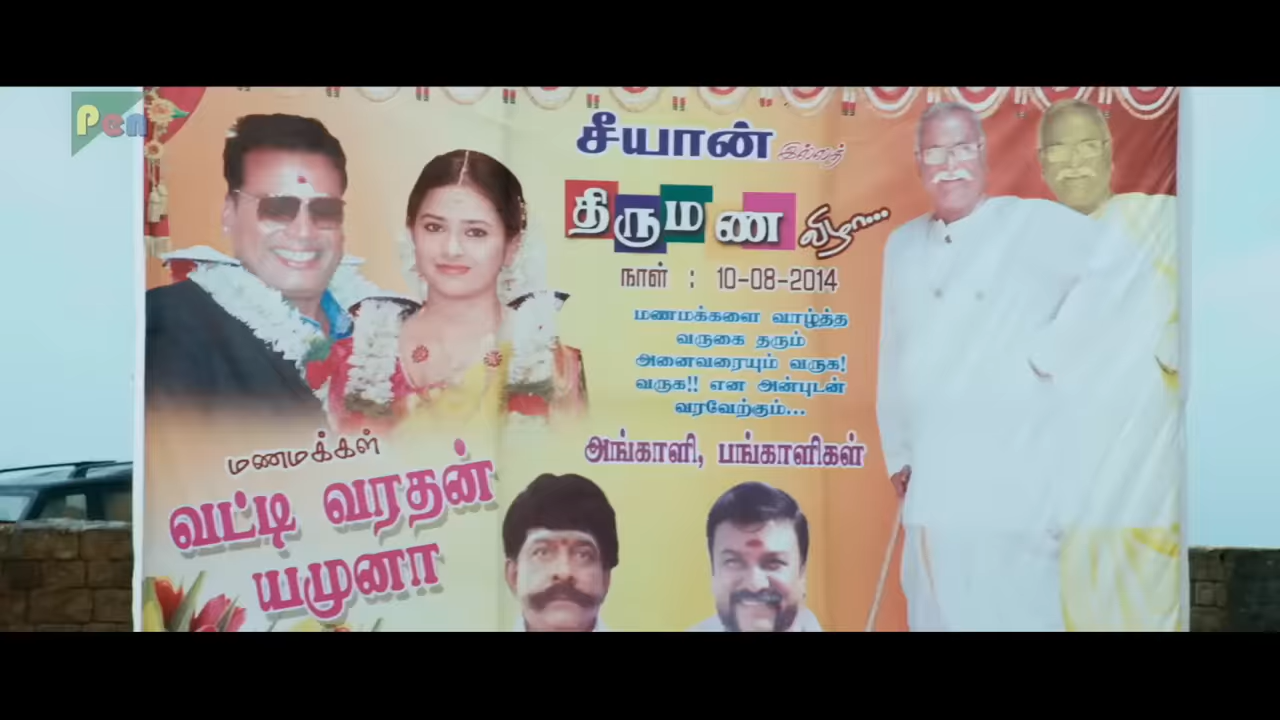 Pen
சீயான் இல்லத்
திருமண விழா...
நாள் : 10-08-2014
மணமக்களை வாழ்த்த
வருகை தரும்
அனைவரையும் வருக!
வருக!! என அன்புடன்
வரவேற்கும்...
அங்காளி, பங்காளிகள்
மணமக்கள்
வட்டி வரதன்
யமுனா